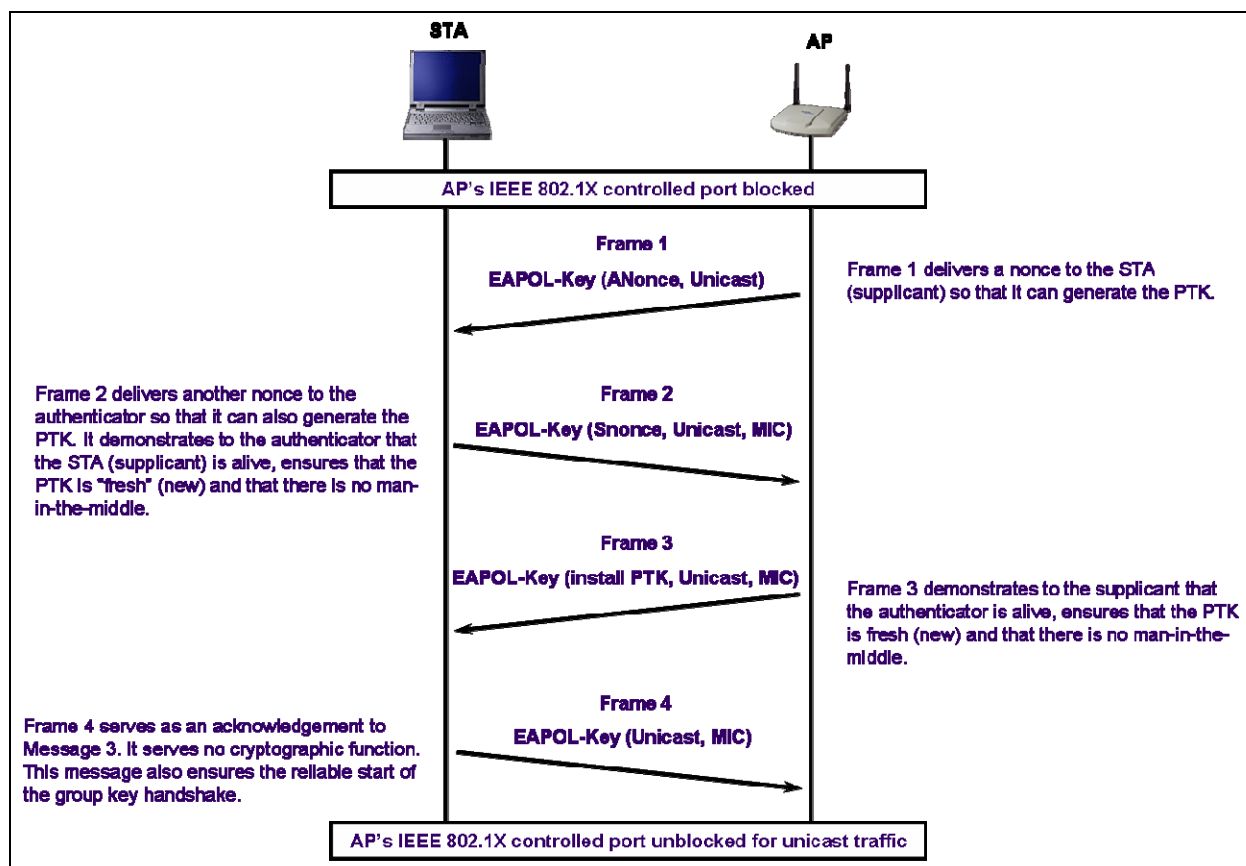 STA
AP
AP's IEEE 802.1X controlled port blocked
Frame 1
EAPOL-Key (ANonce, Unicast)
Frame 1 delivers a nonce to the STA
(supplicant) so that it can generate the PTK.
Frame 2 delivers another nonce to the
authenticator so that it can also generate the
PTK. It demonstrates to the authenticator that
the STA (supplicant) is alive, ensures that the
PTK is "fresh" (new) and that there is no man-
in-the-middle.
Frame 2
EAPOL-Key (Snonce, Unicast, MIC)
Frame 3
EAPOL-Key (install PTK, Unicast, MIC)
Frame 3 demonstrates to the supplicant that
the authenticator is alive, ensures that the PTK
is fresh (new) and that there is no man-in-the-
middle.
Frame 4 serves as an acknowledgement to
Message 3. It serves no cryptographic function.
This message also ensures the reliable start of
the group key handshake.
Frame 4
EAPOL-Key (Unicast, MIC)
AP's IEEE 802.1X controlled port unblocked for unicast traffic